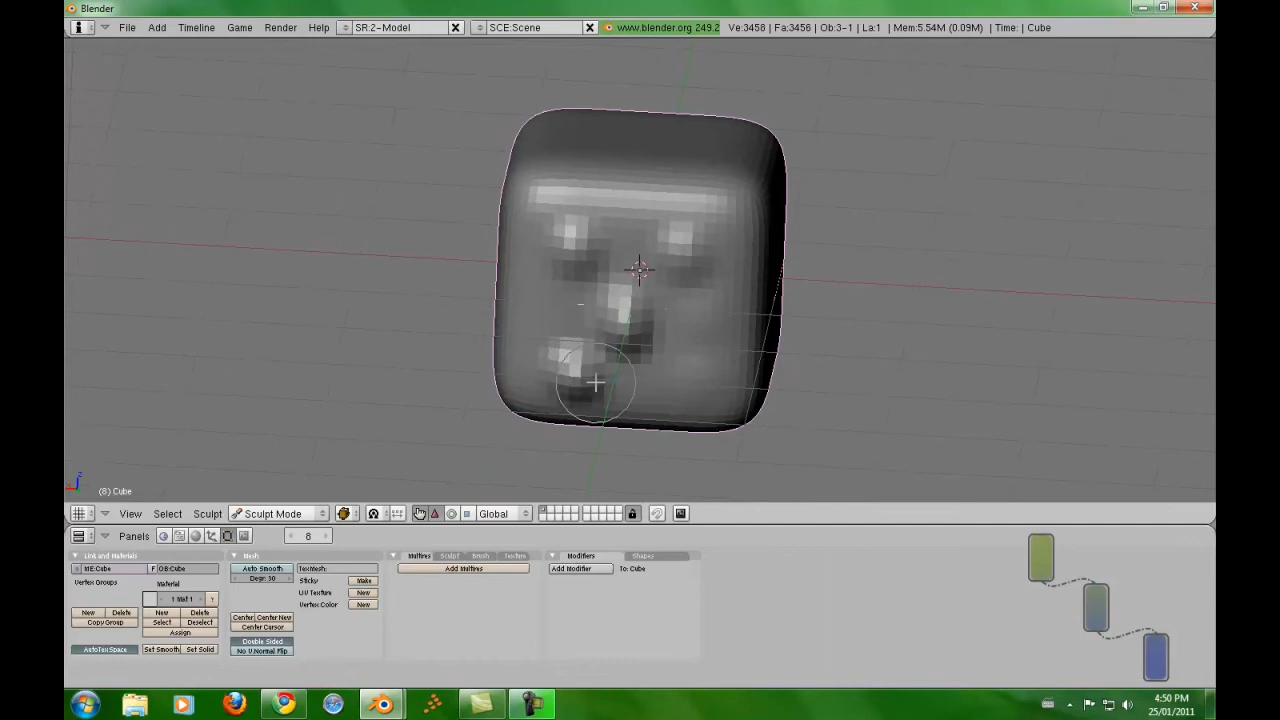 Blender
File Add Timeline Game Render Help SR:2-Model SCE:Scene www.blender.org 249.2 Ve:3458 | Fa:3456 | Ob:3-1 | La:1 | Mem:5.54M (0.09M) | Time: | Cube
z
(8) Cube
View Select Sculpt Sculpt Mode Global
Panels 8
Link and Materials Mesh Multires Sculpt Brush Texture Modifiers Shapes
ME:Cube F OB:Cube Auto Smooth TexMesh: Add Multires Add Modifier To: Cube
Vertex Groups Material Degr: 30 Sticky Make
1 Mat 1 ? UV Texture New
Vertex Color New
New Delete New Delete Center Center New
Copy Group Select Deselect Center Cursor
Assign
Double Sided
AutoTexSpace Set Smooth Set Solid No V.Normal Flip
4:50 PM
25/01/2011